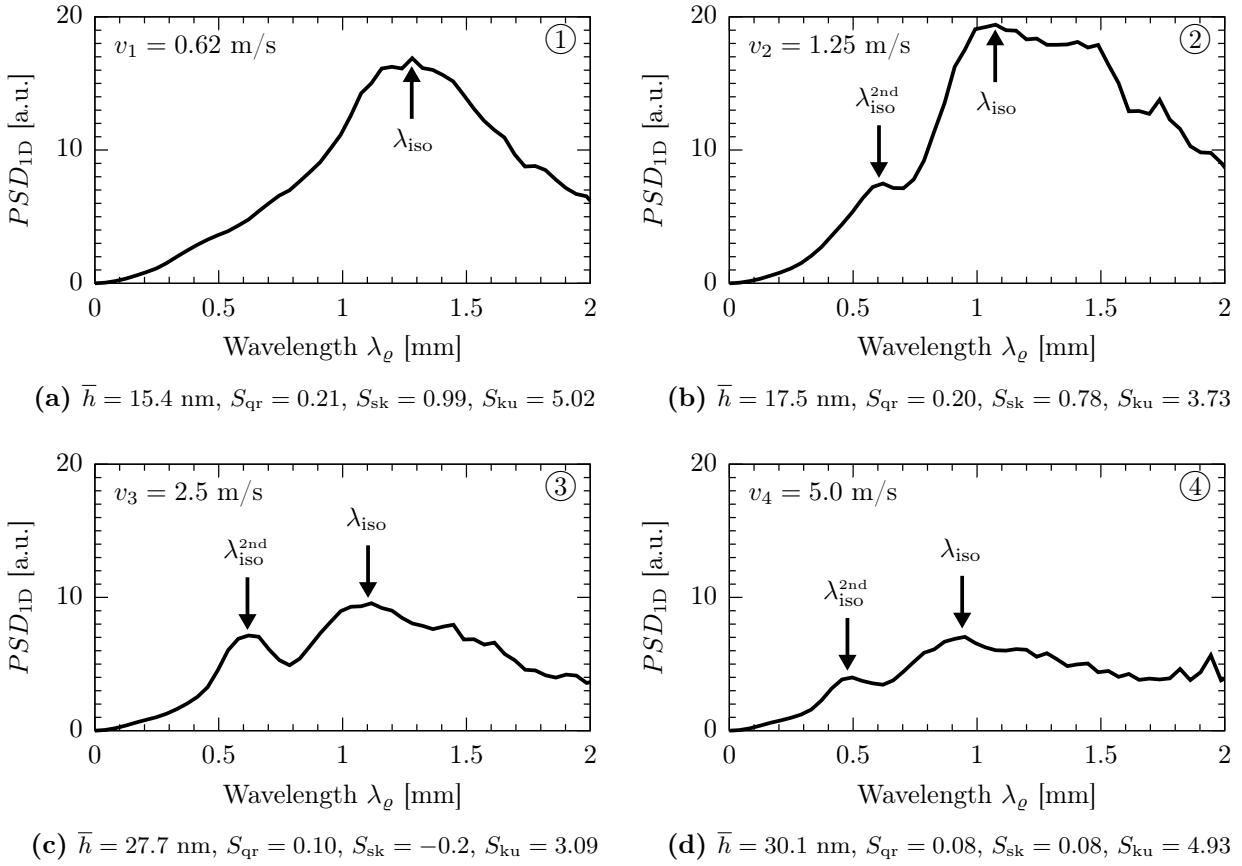 v₁ = 0.62 m/s
①
λiso
20
10
0
PSD1D [a.u.]
0 0.5 1 1.5 2
Wavelength λϱ [mm]
(a) h̅ = 15.4 nm, Sqr = 0.21, Ssk = 0.99, Sku = 5.02
v₂ = 1.25 m/s
②
λiso2nd
λiso
20
10
0
PSD1D [a.u.]
0 0.5 1 1.5 2
Wavelength λϱ [mm]
(b) h̅ = 17.5 nm, Sqr = 0.20, Ssk = 0.78, Sku = 3.73
v₃ = 2.5 m/s
③
λiso
λiso2nd
20
10
0
PSD1D [a.u.]
0 0.5 1 1.5 2
Wavelength λϱ [mm]
(c) h̅ = 27.7 nm, Sqr = 0.10, Ssk = −0.2, Sku = 3.09
v₄ = 5.0 m/s
④
λiso
λiso2nd
20
10
0
PSD1D [a.u.]
0 0.5 1 1.5 2
Wavelength λϱ [mm]
(d) h̅ = 30.1 nm, Sqr = 0.08, Ssk = 0.08, Sku = 4.93